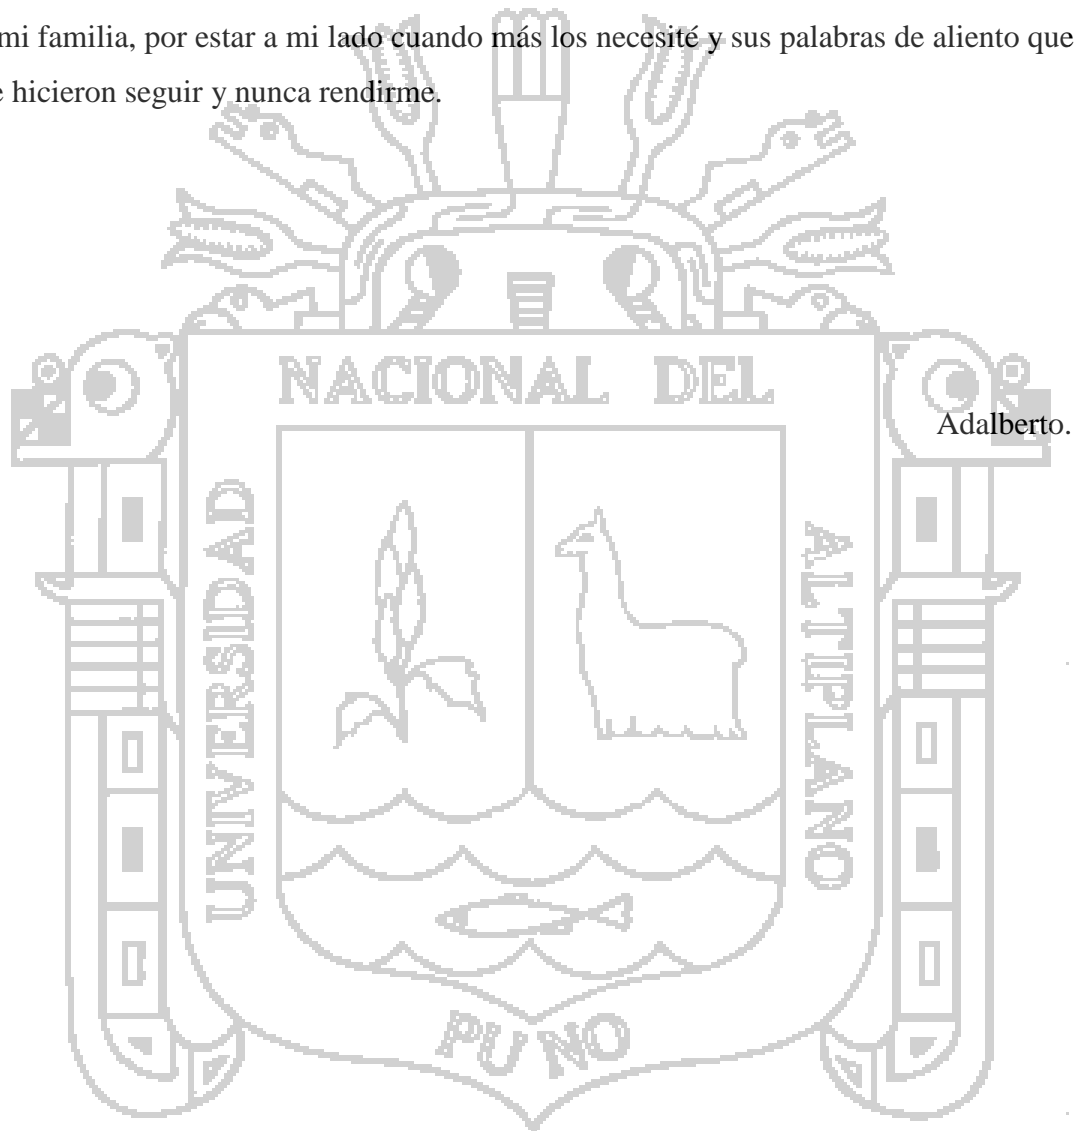 mi familia, por estar a mi lado cuando más los necesité y sus palabras de aliento que
e hicieron seguir y nunca rendirme.
NACIONAL DEL
Adalberto.
UNIVERSIDAD
ALTIPLANO
PUNO